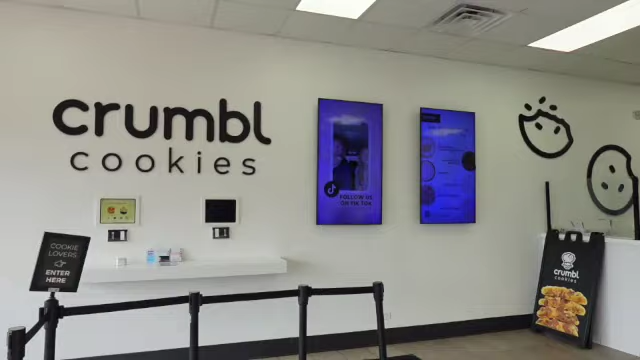 crumbl
cookies
FOLLOW US
ON TIK TOK
COOKIE
LOVERS
ENTER
HERE
crumbl
COOKIES